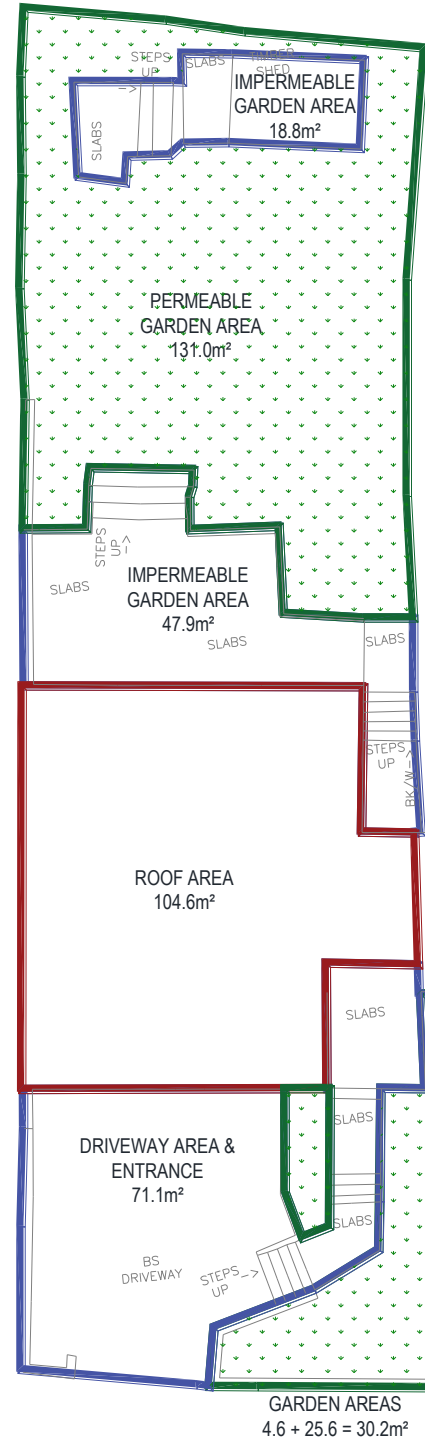 STEPS
UP
->
SLABS
TIMBER
SHED
SLABS
IMPERMEABLE
GARDEN AREA
18.8m²
PERMEABLE
GARDEN AREA
131.0m²
STEPS
UP
->
IMPERMEABLE
GARDEN AREA
47.9m²
SLABS
SLABS
SLABS
STEPS
UP
BK/W->
ROOF AREA
104.6m²
SLABS
SLABS
DRIVEWAY AREA &
ENTRANCE
71.1m²
SLABS
BS
DRIVEWAY
STEPS ->
UP
GARDEN AREAS
4.6 + 25.6 = 30.2m²